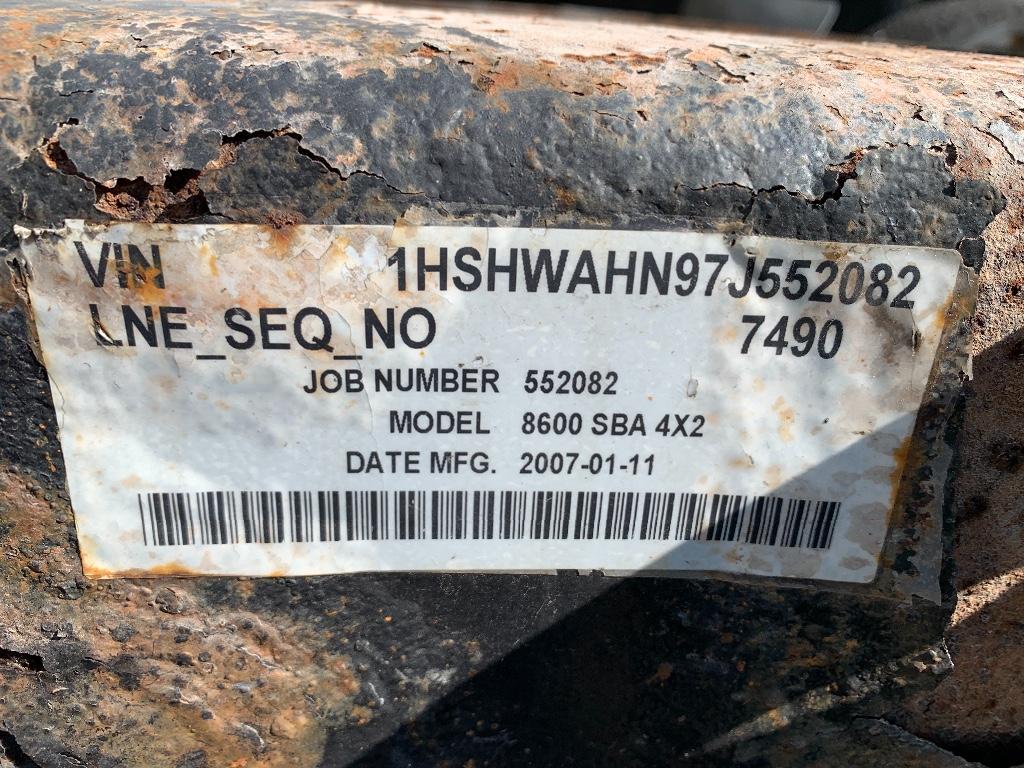 VIN 1HSHWAHN97J552082
LNE_SEQ_NO 7490
JOB NUMBER 552082
MODEL 8600 SBA 4X2
DATE MFG. 2007-01-11